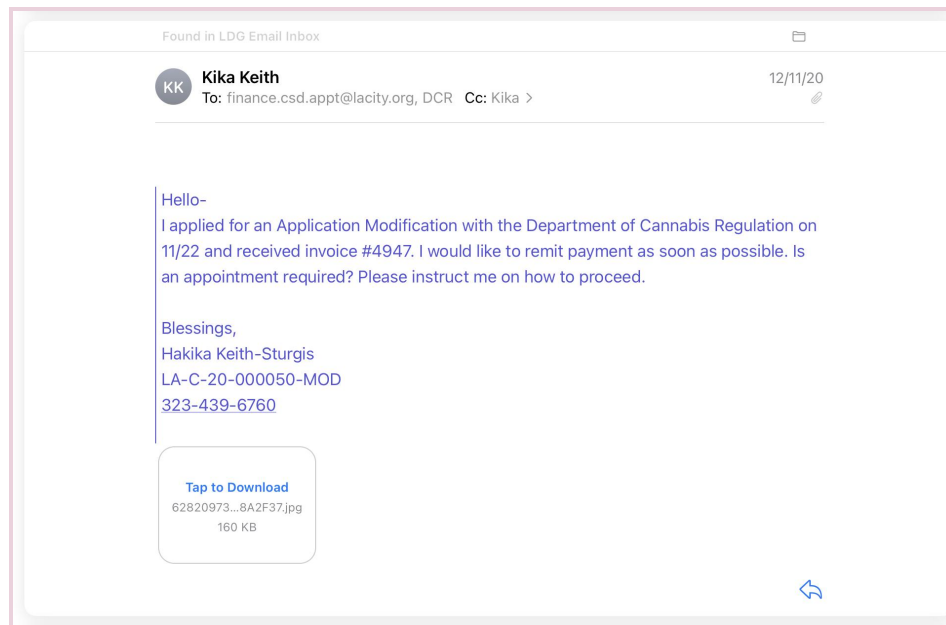 Found in LDG Email Inbox
KK
Kika Keith
12/11/20
To: finance.csd.appt@lacity.org, DCR Cc: Kika >
Hello-
I applied for an Application Modification with the Department of Cannabis Regulation on
11/22 and received invoice #4947. I would like to remit payment as soon as possible. Is
an appointment required? Please instruct me on how to proceed.
Blessings,
Hakika Keith-Sturgis
LA-C-20-000050-MOD
323-439-6760
Tap to Download
62820973...8A2F37.jpg
160 KB